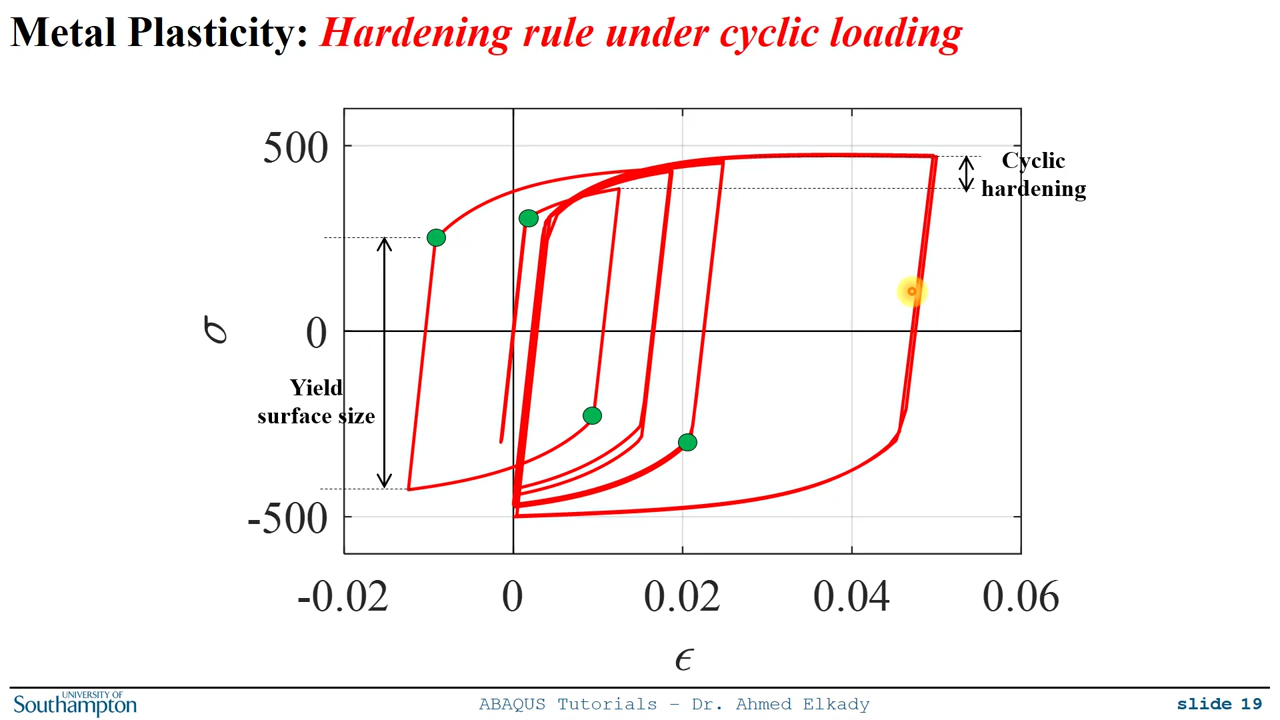 Metal Plasticity: Hardening rule under cyclic loading
500
0
-500
σ
Cyclic
hardening
Yield
surface size
-0.02
0
0.02
0.04
0.06
ϵ
UNIVERSITY OF
Southampton
ABAQUS Tutorials – Dr. Ahmed Elkady
slide 19